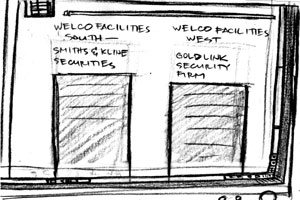 WELCO FACILITIES
SOUTH —
SMITHS & KLINE
SECURITIES
WELCO FACILITIES
WEST
GOLDLINK
SECURITY
FIRM